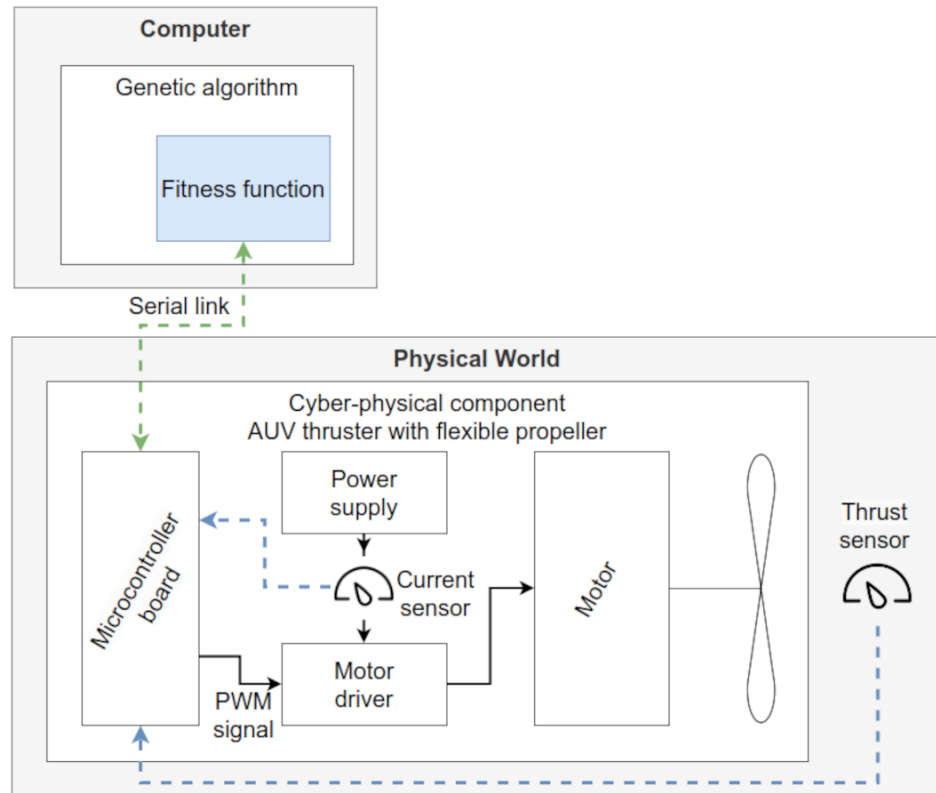 Computer
Genetic algorithm
Fitness function
Serial link
Physical World
Cyber-physical component
AUV thruster with flexible propeller
Microcontroller
board
Power
supply
Current
sensor
PWM
signal
Motor
driver
Motor
Thrust
sensor